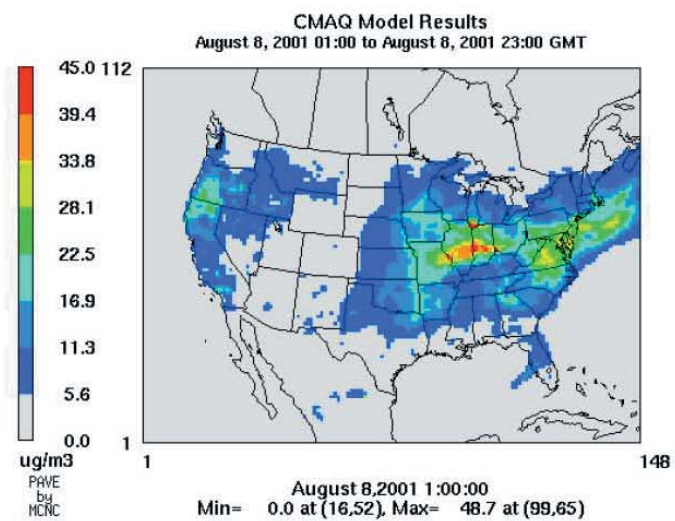 CMAQ Model Results
August 8, 2001 01:00 to August 8, 2001 23:00 GMT
45.0
39.4
33.8
28.1
22.5
16.9
11.3
5.6
0.0
ug/m3
PAVE
by
MCNC
112
1
1
148
August 8,2001 1:00:00
Min= 0.0 at (16,52), Max= 48.7 at (99,65)